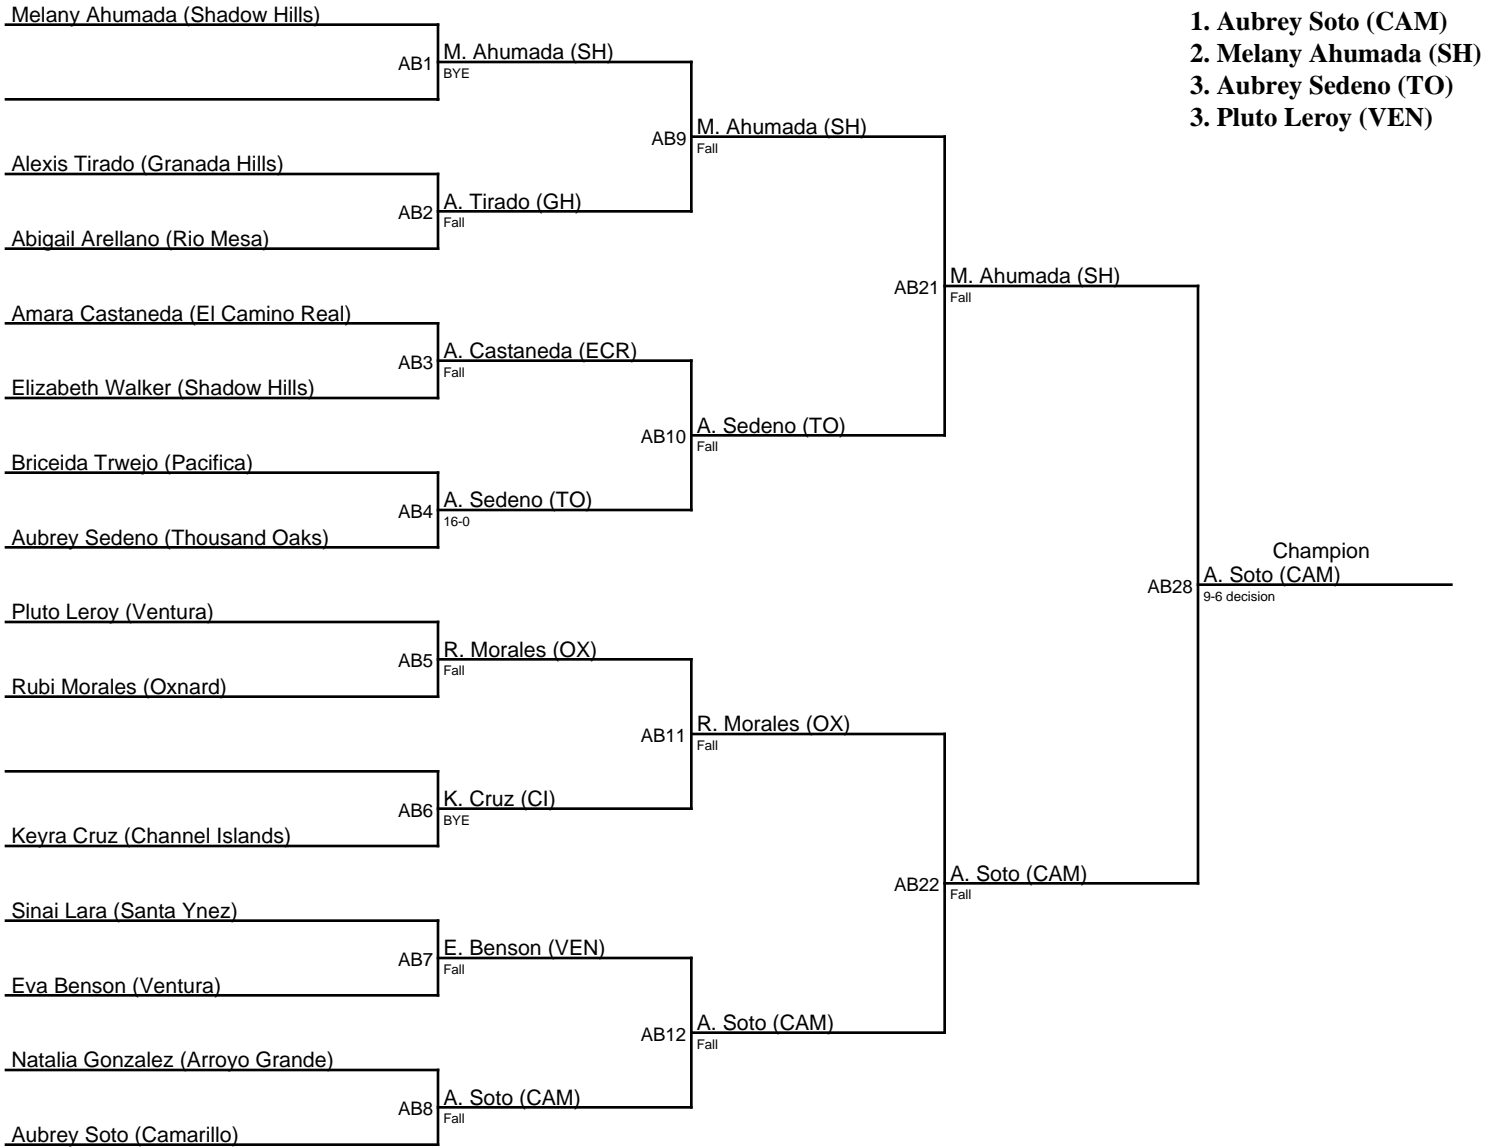 Melany Ahumada (Shadow Hills)
AB1
M. Ahumada (SH)
BYE
Alexis Tirado (Granada Hills)
AB2
A. Tirado (GH)
Fall
Abigail Arellano (Rio Mesa)
AB9
M. Ahumada (SH)
Fall
Amara Castaneda (El Camino Real)
AB3
A. Castaneda (ECR)
Fall
Elizabeth Walker (Shadow Hills)
Briceida Trwejo (Pacifica)
AB4
A. Sedeno (TO)
16-0
Aubrey Sedeno (Thousand Oaks)
AB10
A. Sedeno (TO)
Fall
AB21
M. Ahumada (SH)
Fall
Pluto Leroy (Ventura)
AB5
R. Morales (OX)
Fall
Rubi Morales (Oxnard)
AB6
K. Cruz (CI)
BYE
Keyra Cruz (Channel Islands)
AB11
R. Morales (OX)
Fall
Sinai Lara (Santa Ynez)
AB7
E. Benson (VEN)
Fall
Eva Benson (Ventura)
Natalia Gonzalez (Arroyo Grande)
AB8
A. Soto (CAM)
Fall
Aubrey Soto (Camarillo)
AB12
A. Soto (CAM)
Fall
AB22
A. Soto (CAM)
Fall
Champion
AB28
A. Soto (CAM)
9-6 decision
1. Aubrey Soto (CAM)
2. Melany Ahumada (SH)
3. Aubrey Sedeno (TO)
3. Pluto Leroy (VEN)